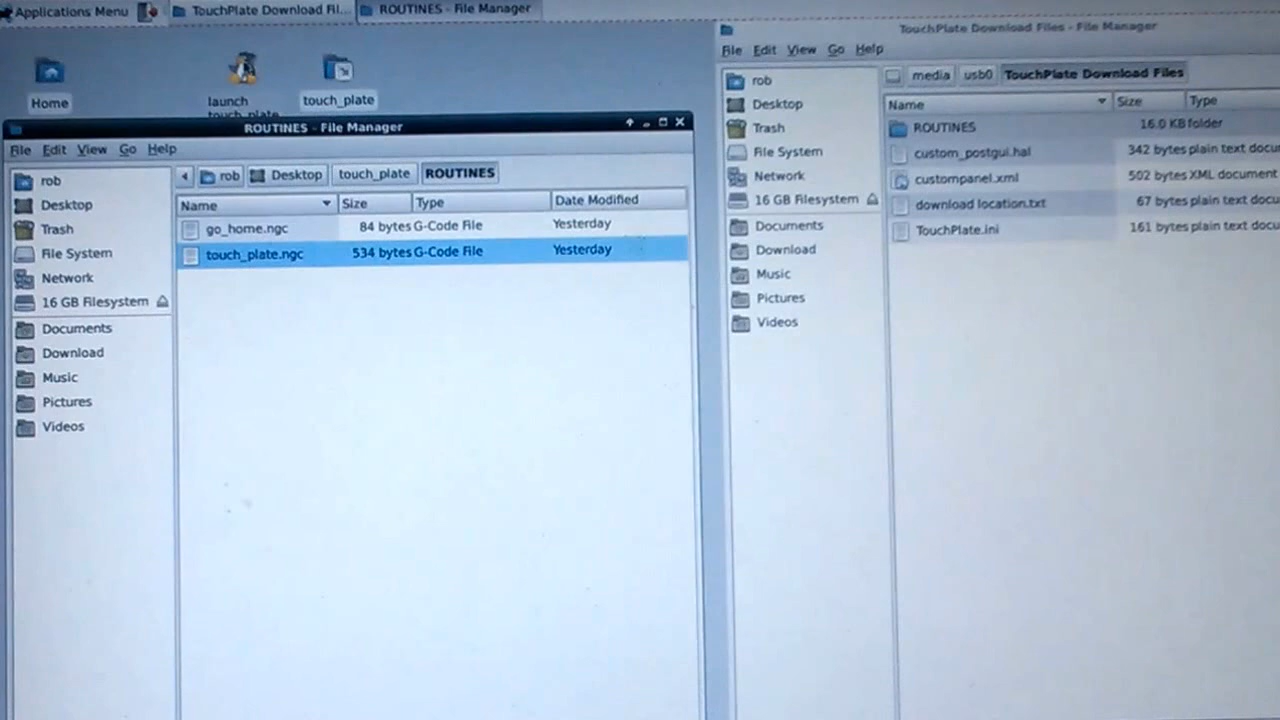 Applications Menu
TouchPlate Download Fil...
ROUTINES - File Manager
Home
launch
touch_plate
touch_plate
ROUTINES - File Manager
File Edit View Go Help
rob
Desktop
Trash
File System
Network
16 GB Filesystem
Documents
Download
Music
Pictures
Videos
rob Desktop touch_plate ROUTINES
Name Size Type Date Modified
go_home.ngc 84 bytes G-Code File Yesterday
touch_plate.ngc 534 bytes G-Code File Yesterday
TouchPlate Download Files - File Manager
File Edit View Go Help
rob
Desktop
Trash
File System
Network
16 GB Filesystem
Documents
Download
Music
Pictures
Videos
media usb0 TouchPlate Download Files
Name Size Type
ROUTINES 16.0 KB folder
custom_postgui.hal 342 bytes plain text docu
custompanel.xml 502 bytes XML document
download location.txt 67 bytes plain text docu
TouchPlate.ini 161 bytes plain text docu